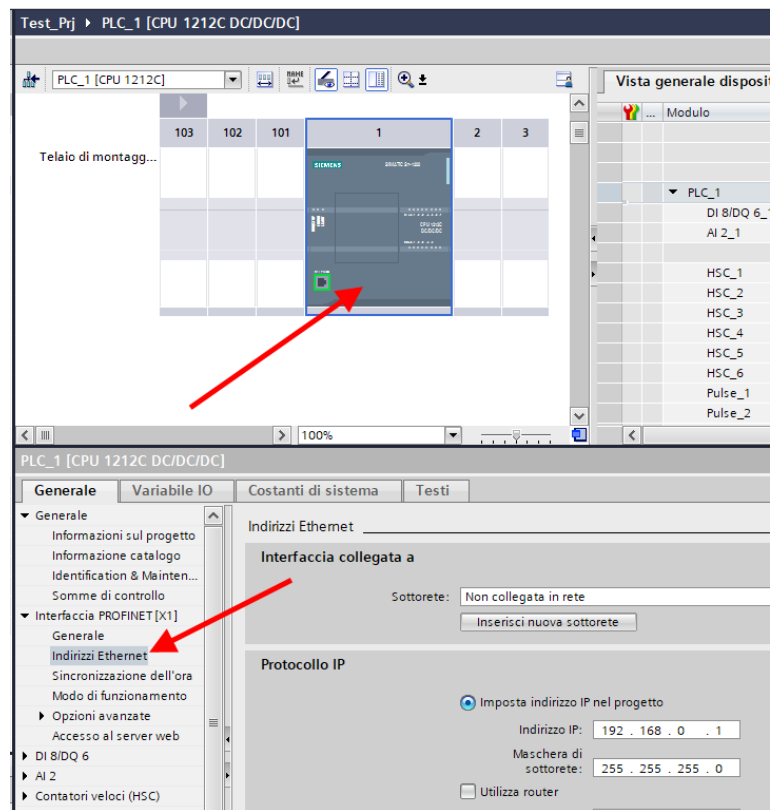 Test_Prj ▸ PLC_1 [CPU 1212C DC/DC/DC]
PLC_1 [CPU 1212C]
100%
103 102 101 1 2 3
Telaio di montagg...
SIEMENS
Vista generale disposit
... Modulo
PLC_1
DI 8/DQ 6_1
AI 2_1
HSC_1
HSC_2
HSC_3
HSC_4
HSC_5
HSC_6
Pulse_1
Pulse_2
PLC_1 [CPU 1212C DC/DC/DC]
Generale Variabile IO Costanti di sistema Testi
Generale
Informazioni sul progetto
Informazione catalogo
Identification & Mainten...
Somme di controllo
Interfaccia PROFINET [X1]
Generale
Indirizzi Ethernet
Sincronizzazione dell'ora
Modo di funzionamento
Opzioni avanzate
Accesso al server web
DI 8/DQ 6
AI 2
Contatori veloci (HSC)
Indirizzi Ethernet
Interfaccia collegata a
Sottorete: Non collegata in rete
Inserisci nuova sottorete
Protocollo IP
Imposta indirizzo IP nel progetto
Indirizzo IP: 192 . 168 . 0 . 1
Maschera di
sottorete: 255 . 255 . 255 . 0
Utilizza router